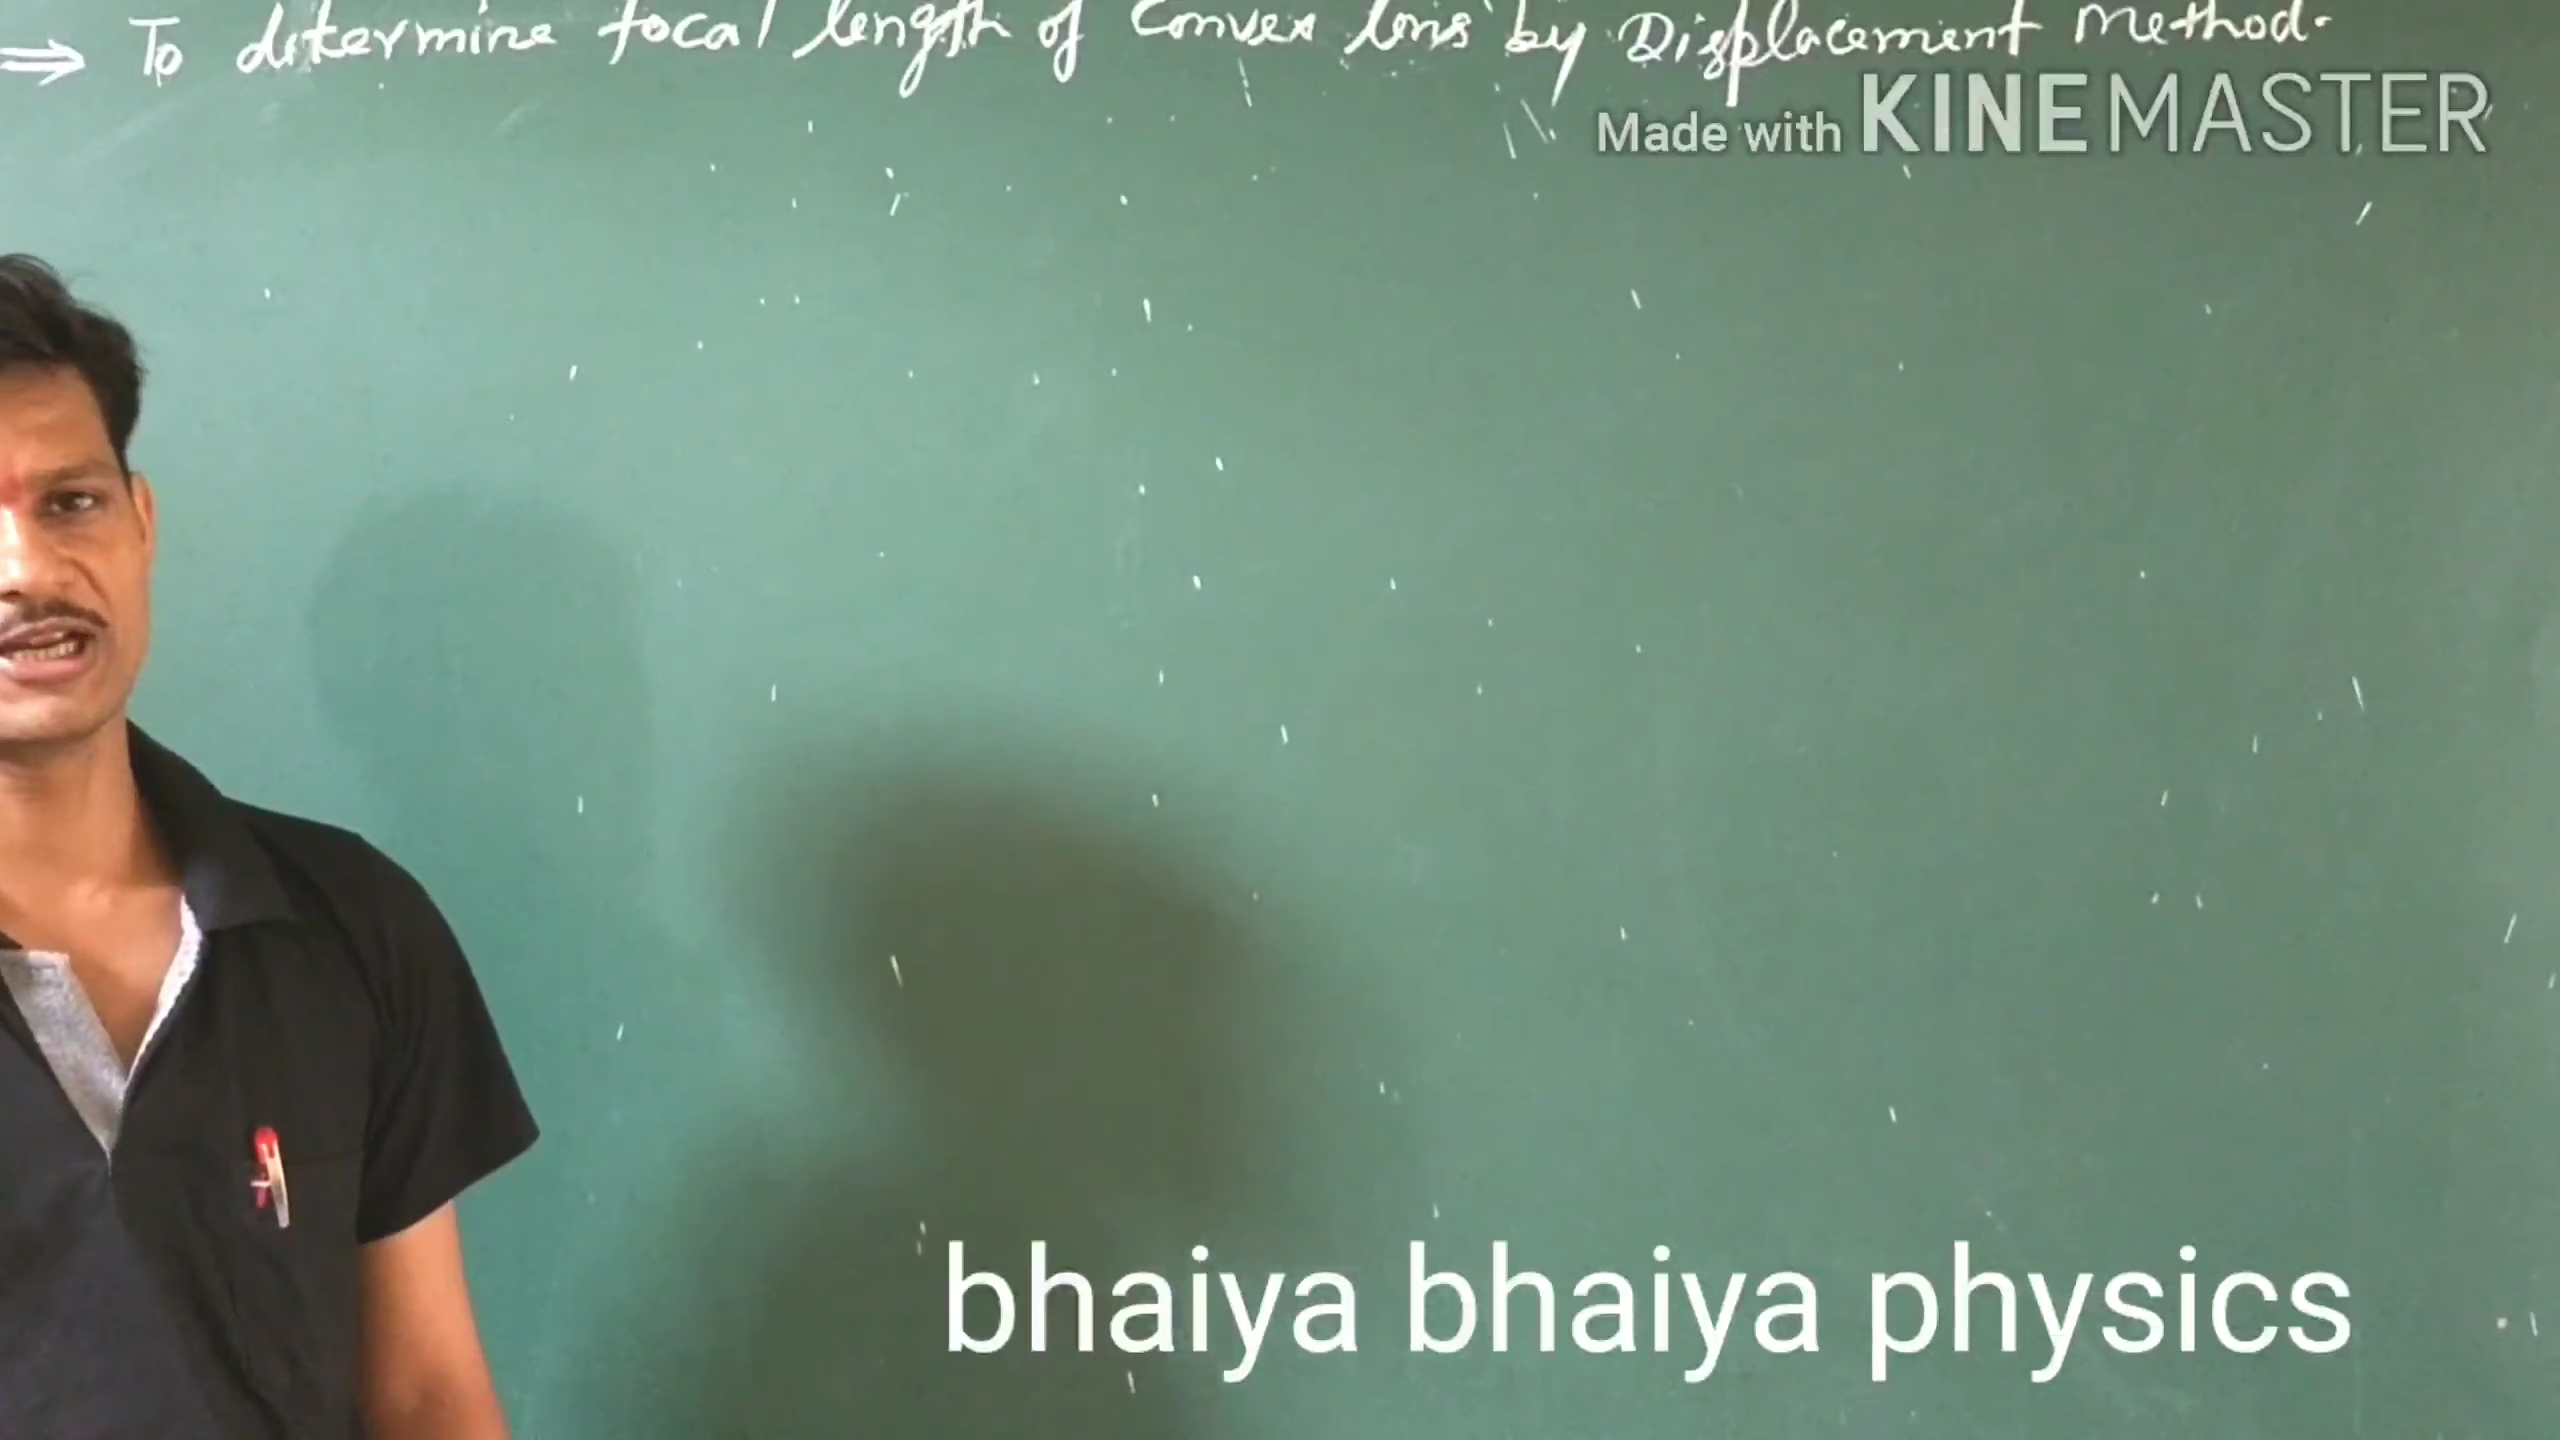 ⇒ To determine focal length of Convex lens by Displacement Method.
Made with KINEMASTER
bhaiya bhaiya physics